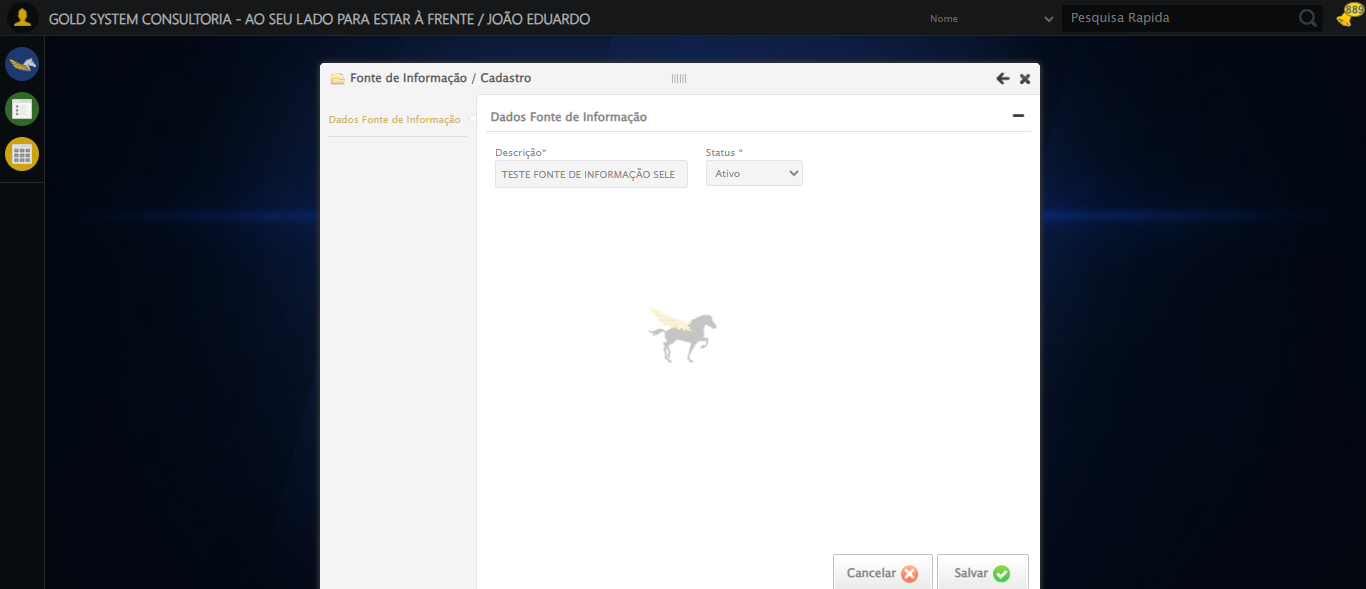 GOLD SYSTEM CONSULTORIA - AO SEU LADO PARA ESTAR À FRENTE / JOÃO EDUARDO
Nome
Pesquisa Rapida
889
Fonte de Informação / Cadastro
Dados Fonte de Informação
Dados Fonte de Informação
Descrição*
Status *
TESTE FONTE DE INFORMAÇÃO SELE
Ativo
Cancelar
Salvar